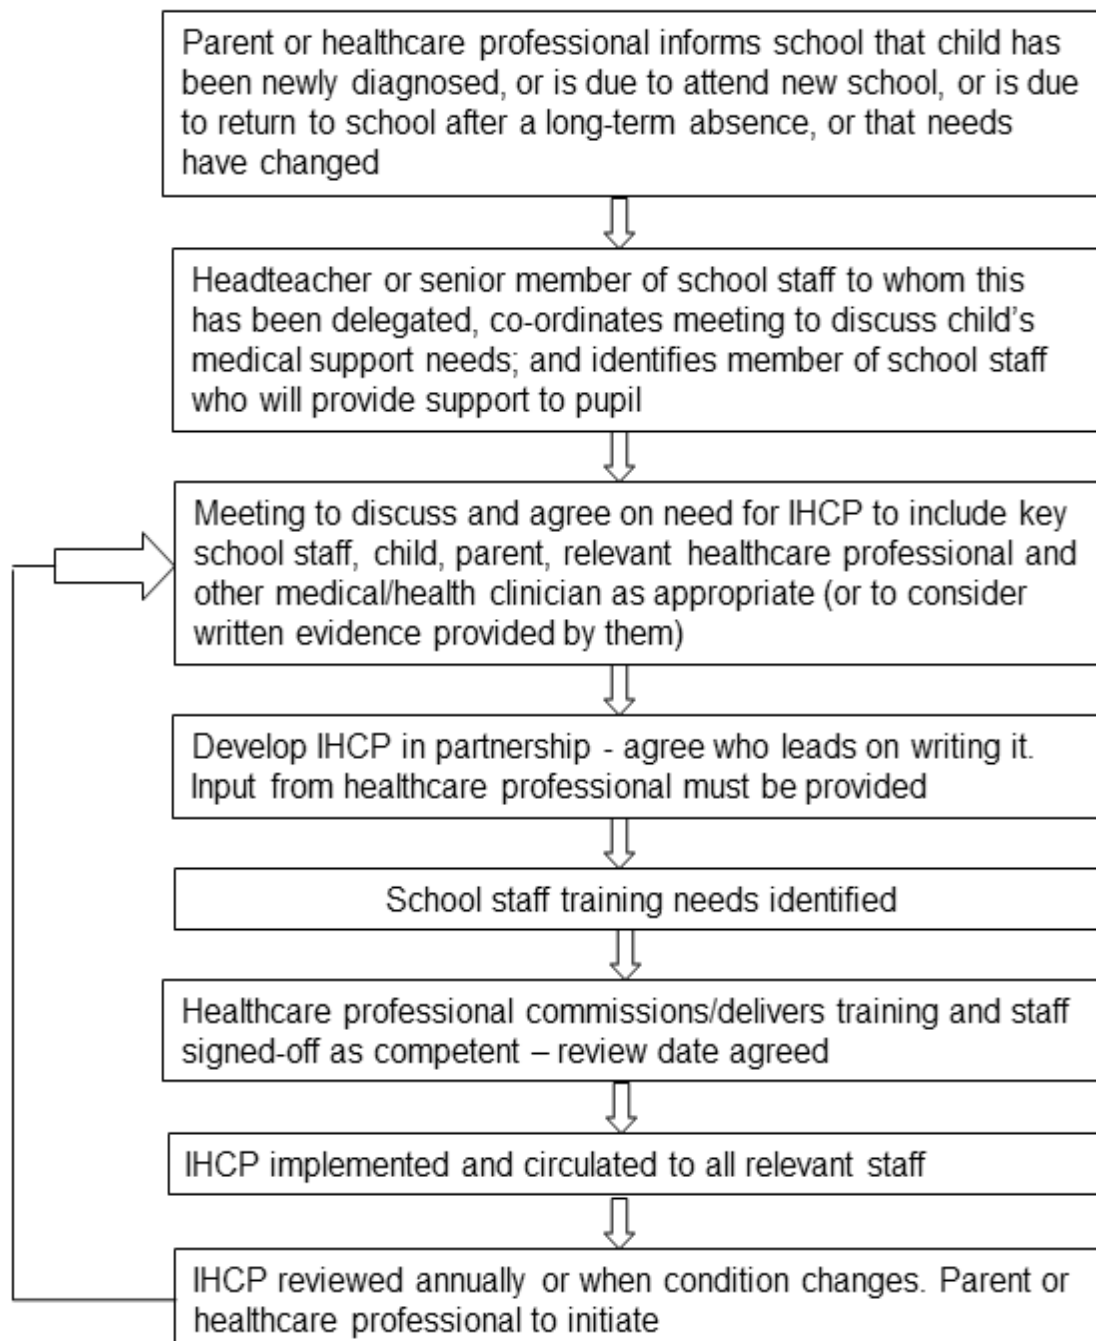 Parent or healthcare professional informs school that child has
been newly diagnosed, or is due to attend new school, or is due
to return to school after a long-term absence, or that needs
have changed
Headteacher or senior member of school staff to whom this
has been delegated, co-ordinates meeting to discuss child's
medical support needs; and identifies member of school staff
who will provide support to pupil
Meeting to discuss and agree on need for IHCP to include key
school staff, child, parent, relevant healthcare professional and
other medical/health clinician as appropriate (or to consider
written evidence provided by them)
Develop IHCP in partnership - agree who leads on writing it.
Input from healthcare professional must be provided
School staff training needs identified
Healthcare professional commissions/delivers training and staff
signed-off as competent – review date agreed
IHCP implemented and circulated to all relevant staff
IHCP reviewed annually or when condition changes. Parent or
healthcare professional to initiate